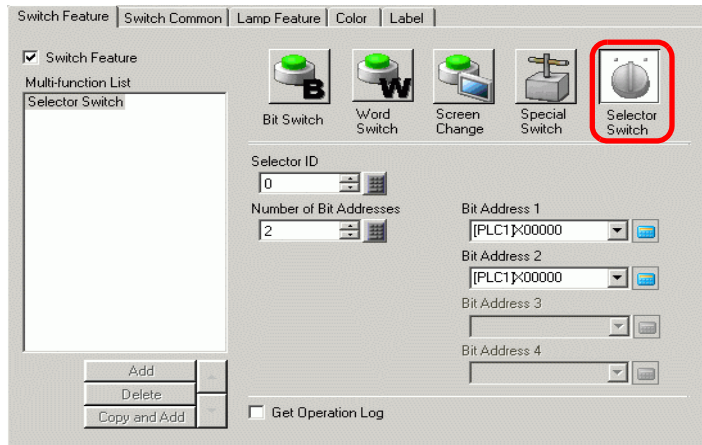 Switch Feature Switch Common Lamp Feature Color Label
Switch Feature
Multi-function List
Selector Switch
Add
Delete
Copy and Add
B
Bit Switch
W
Word
Switch
Screen
Change
Special
Switch
Selector
Switch
Selector ID
0
Number of Bit Addresses
2
Bit Address 1
[PLC1]X00000
Bit Address 2
[PLC1]X00000
Bit Address 3
Bit Address 4
Get Operation Log